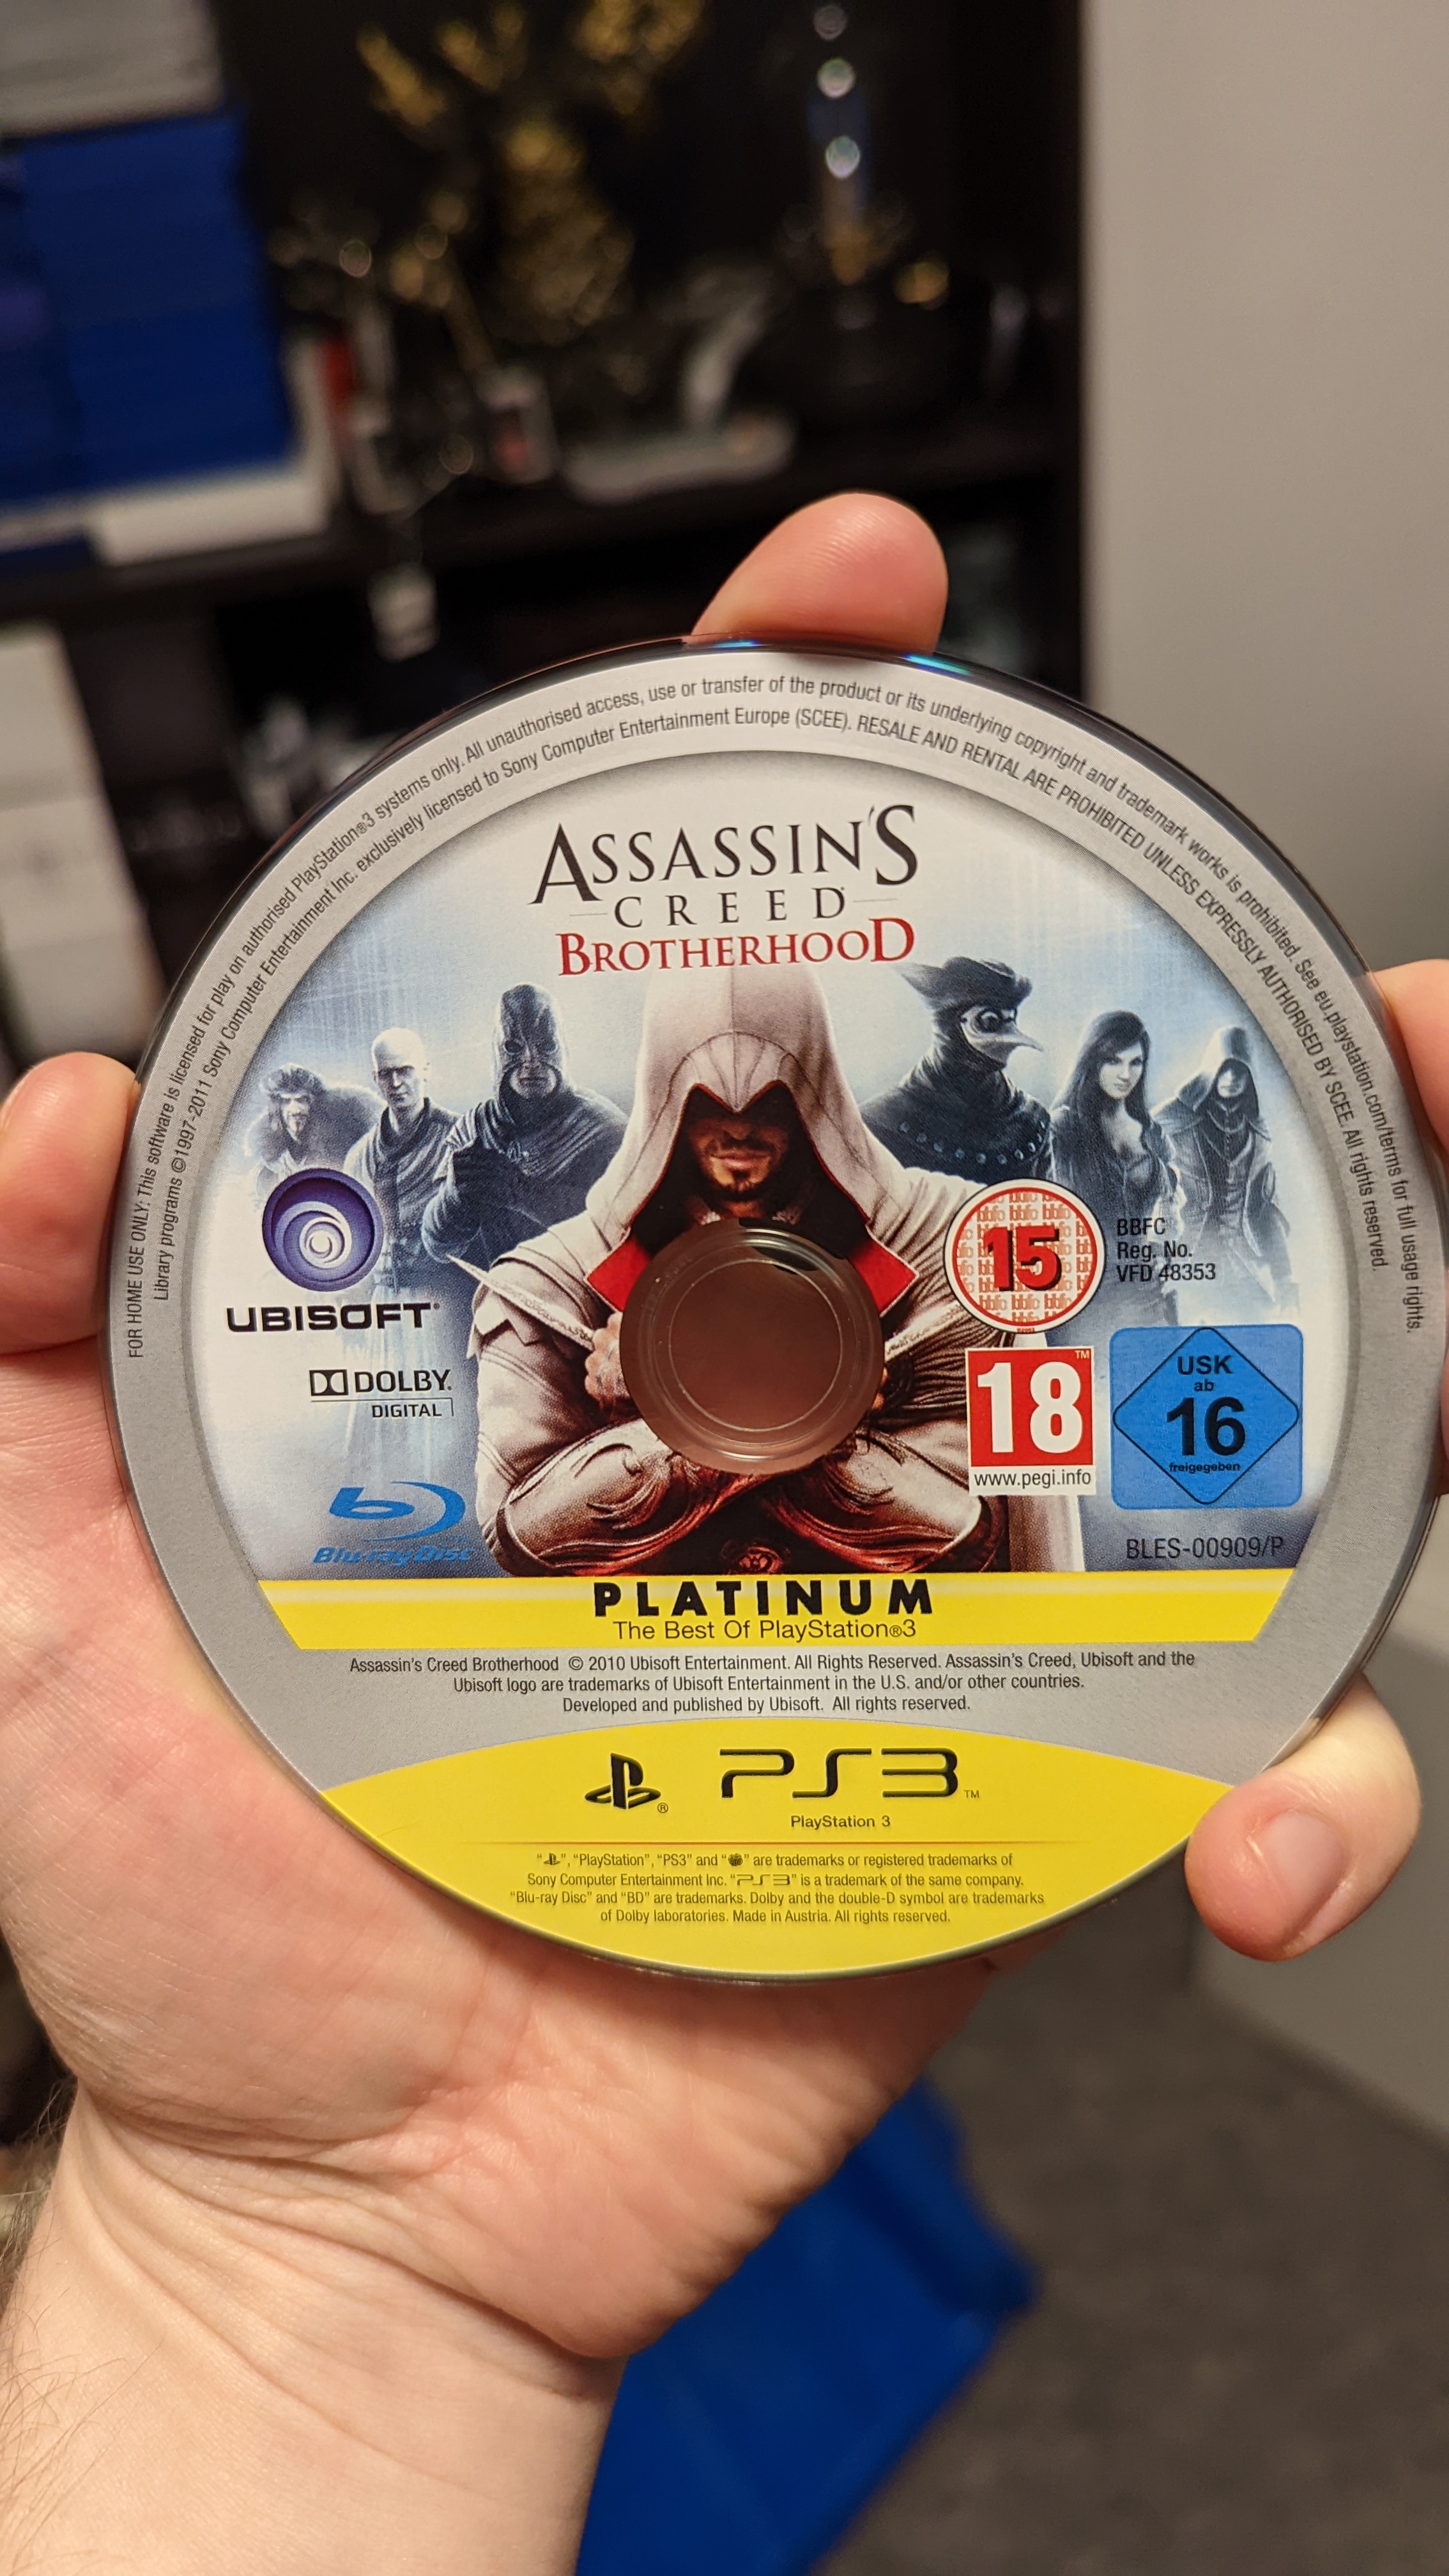 FOR HOME USE ONLY: This software is licensed for play on authorised PlayStation®3 systems only. All unauthorised access, use or transfer of the product or its underlying copyright and trademark works is prohibited. See eu.playstation.com/terms for full usage rights.
Library programs ©1997-2011 Sony Computer Entertainment Inc. exclusively licensed to Sony Computer Entertainment Europe (SCEE). RESALE AND RENTAL ARE PROHIBITED UNLESS EXPRESSLY AUTHORISED BY SCEE. All rights reserved.
ASSASSIN'S
CREED
BROTHERHOOD
UBISOFT
DOLBY
DIGITAL
Blu-ray Disc
bbfc
15
BBFC
Reg. No.
VFD 48353
18™
www.pegi.info
USK
ab
16
freigegeben
BLES-00909/P
PLATINUM
The Best Of PlayStation®3
Assassin's Creed Brotherhood © 2010 Ubisoft Entertainment. All Rights Reserved. Assassin's Creed, Ubisoft and the
Ubisoft logo are trademarks of Ubisoft Entertainment in the U.S. and/or other countries.
Developed and published by Ubisoft. All rights reserved.
® PS3™
PlayStation 3
“ ”, “PlayStation”, “PS3” and “ ” are trademarks or registered trademarks of
Sony Computer Entertainment Inc. “PS3” is a trademark of the same company.
“Blu-ray Disc” and “BD” are trademarks. Dolby and the double-D symbol are trademarks
of Dolby laboratories. Made in Austria. All rights reserved.